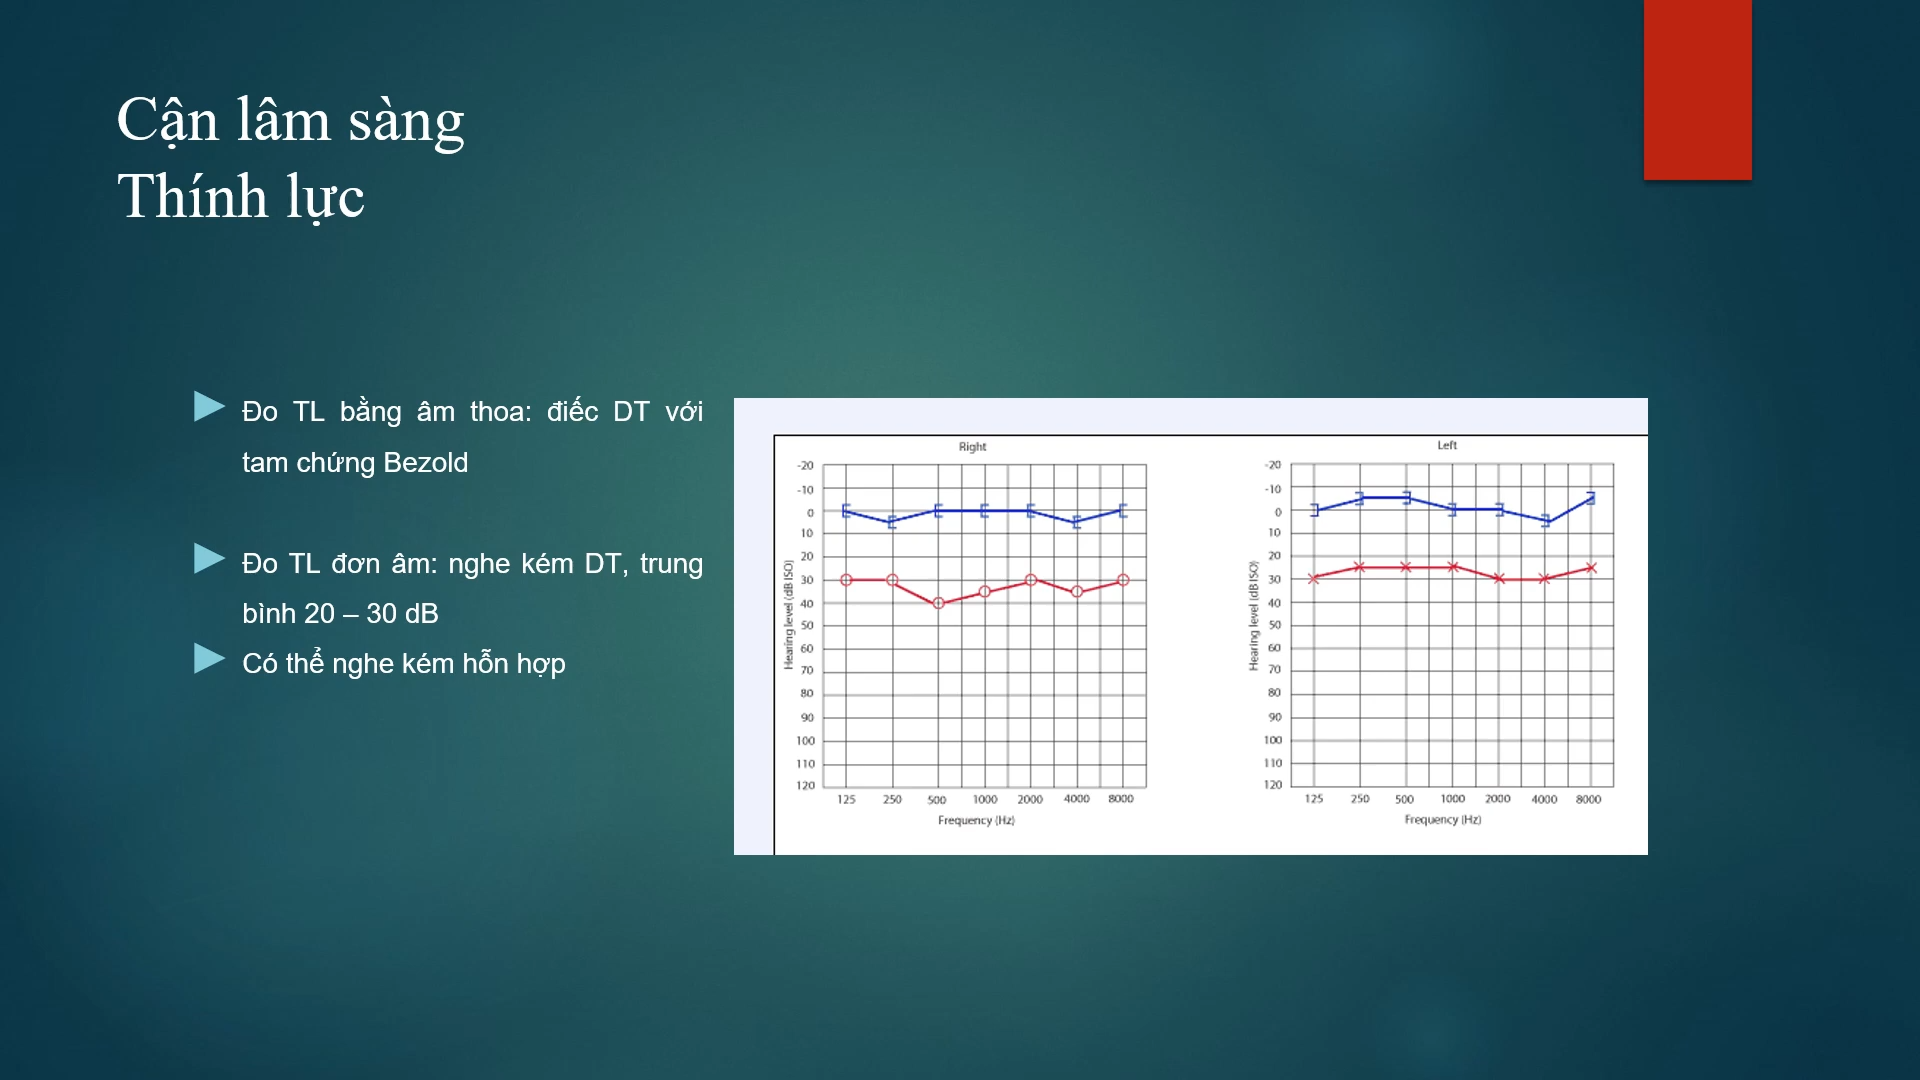 Cận lâm sàng
Thính lực
Đo TL bằng âm thoa: điếc DT với
tam chứng Bezold
Đo TL đơn âm: nghe kém DT, trung
bình 20 – 30 dB
Có thể nghe kém hỗn hợp
Right
-20
-10
0
10
20
30
40
50
60
70
80
90
100
110
120
Hearing level (dB ISO)
125 250 500 1000 2000 4000 8000
Frequency (Hz)
Left
-20
-10
0
10
20
30
40
50
60
70
80
90
100
110
120
Hearing level (dB ISO)
125 250 500 1000 2000 4000 8000
Frequency (Hz)